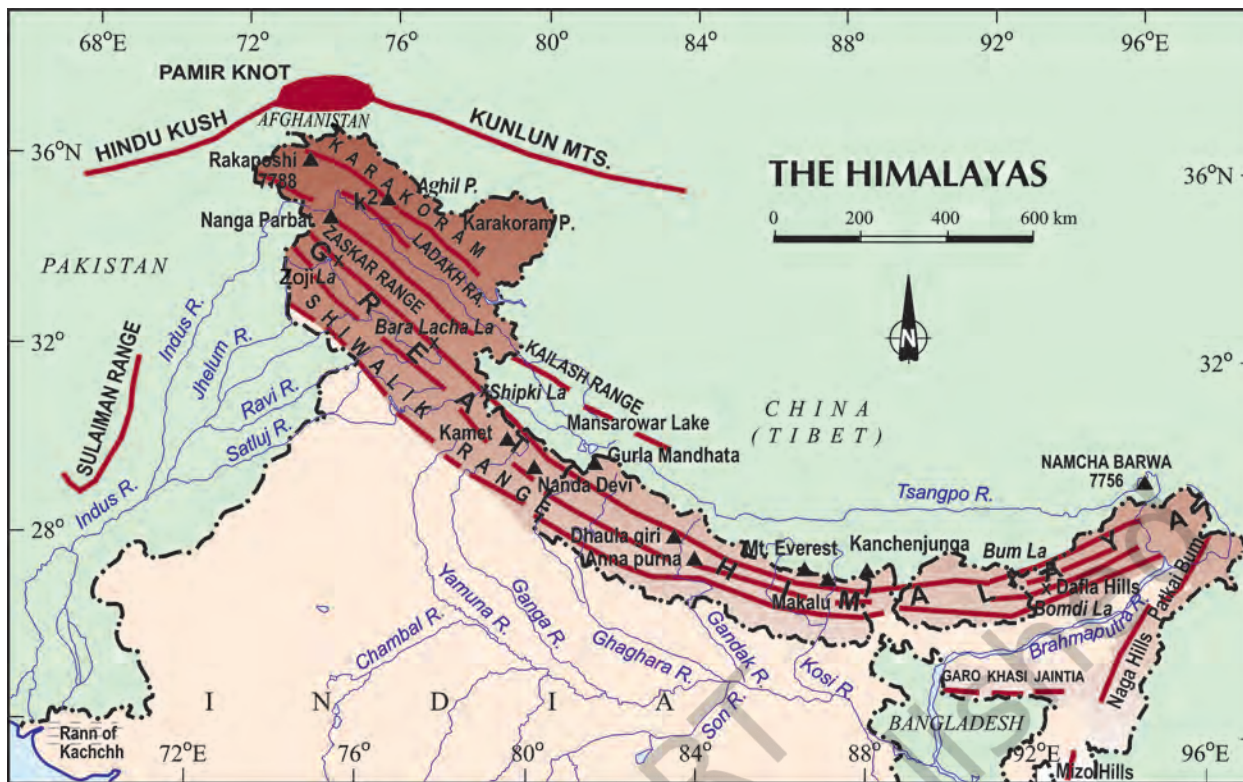 68°E
72°E
76°E
80°E
84°E
88°E
92°E
96°E
PAMIR KNOT
AFGHANISTAN
HINDU KUSH
KUNLUN MTS.
36°N
36°N
THE HIMALAYAS
0 200 400 600 km
N
Rakaposhi
7788
KARAKORAM
K2
Aghil P.
Nanga Parbat
Karakoram P.
LADAKH RA.
ZASKAR RANGE
PAKISTAN
Zoji La
GREAT HIMALAYA
SHIWALIK RANGE
Bara Lacha La
32°
32°
Indus R.
Jhelum R.
Ravi R.
Satluj R.
SULAIMAN RANGE
Indus R.
KAILASH RANGE
Shipki La
Mansarowar Lake
CHINA
(TIBET)
Kamet
Gurla Mandhata
Nanda Devi
NAMCHA BARWA
7756
Tsangpo R.
28°
28°
Dhaula giri
Anna purna
Mt. Everest
Kanchenjunga
Makalu
Bum La
x Dafla Hills
Bomdi La
Patkai Bum
Brahmaputra R.
Naga Hills
Yamuna R.
Ganga R.
Chambal R.
Ghaghara R.
Gandak R.
Kosi R.
Son R.
GARO KHASI JAINTIA
BANGLADESH
INDIA
Rann of
Kachchh
Mizo Hills
72°E
76°E
80°E
84°E
88°E
92°E
96°E